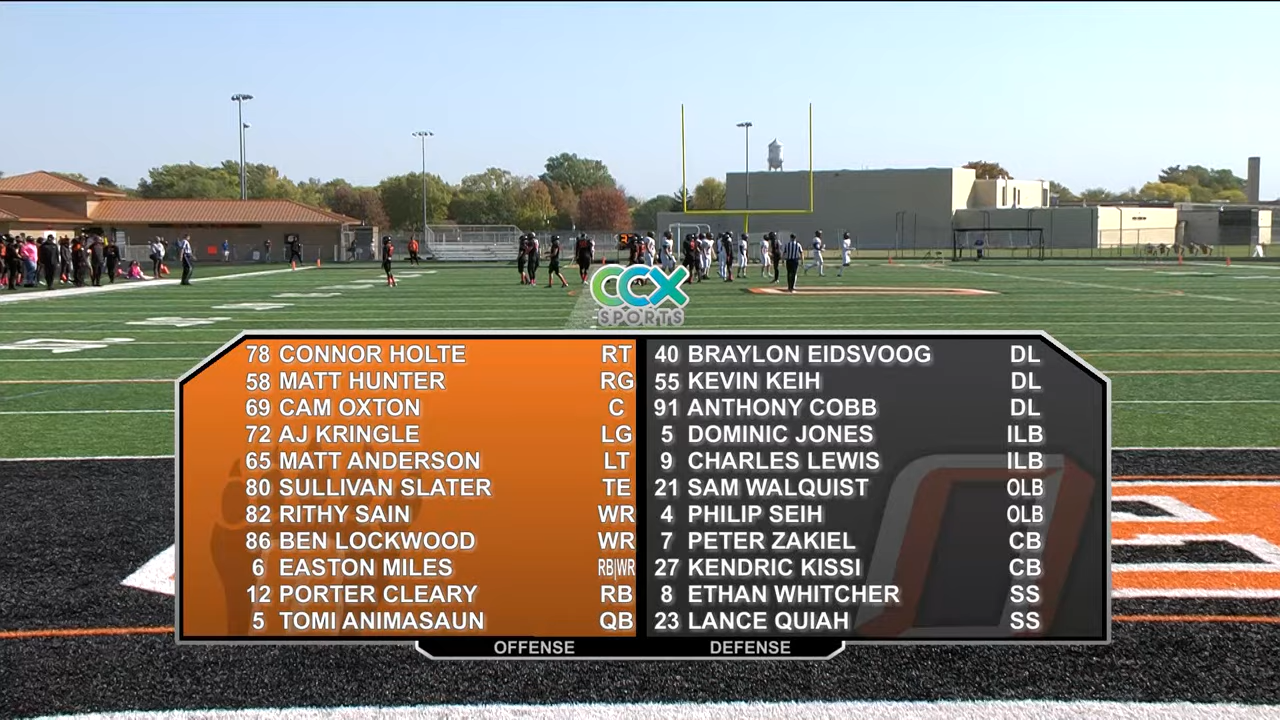 CCX
SPORTS
78 CONNOR HOLTE RT
58 MATT HUNTER RG
69 CAM OXTON C
72 AJ KRINGLE LG
65 MATT ANDERSON LT
80 SULLIVAN SLATER TE
82 RITHY SAIN WR
86 BEN LOCKWOOD WR
6 EASTON MILES RB|WR
12 PORTER CLEARY RB
5 TOMI ANIMASAUN QB
OFFENSE
40 BRAYLON EIDSVOOG DL
55 KEVIN KEIH DL
91 ANTHONY COBB DL
5 DOMINIC JONES ILB
9 CHARLES LEWIS ILB
21 SAM WALQUIST OLB
4 PHILIP SEIH OLB
7 PETER ZAKIEL CB
27 KENDRIC KISSI CB
8 ETHAN WHITCHER SS
23 LANCE QUIAH SS
DEFENSE